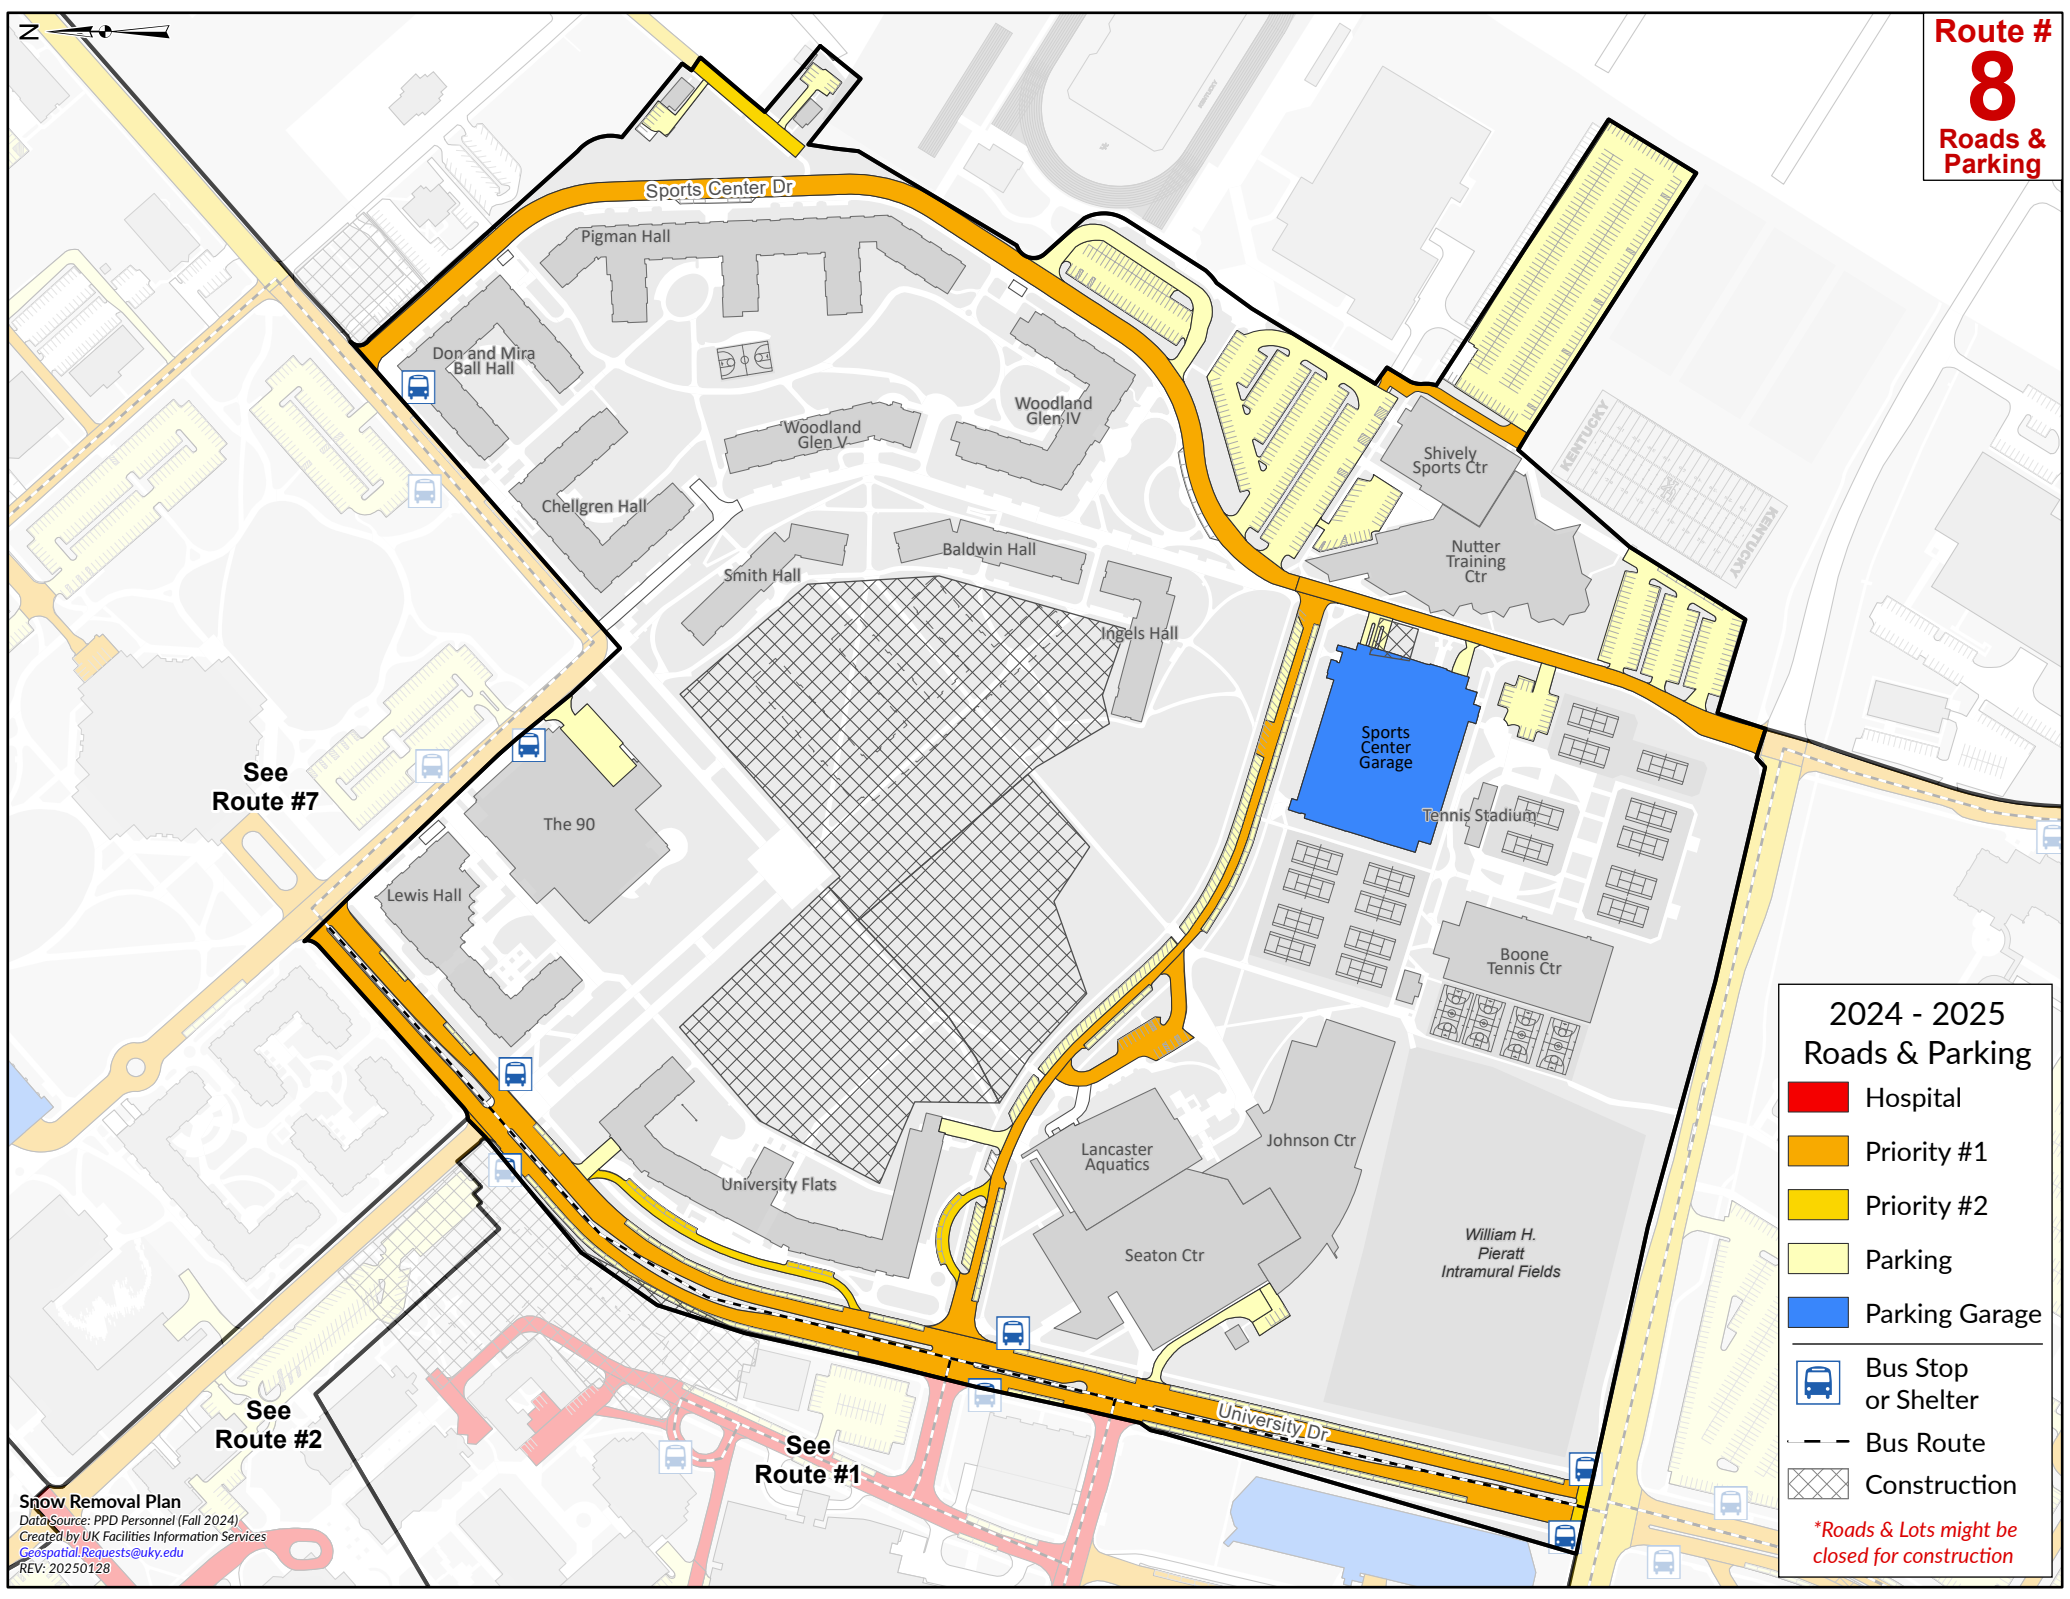 N
Route #
8
Roads &
Parking
KENTUCKY
Sports Center Dr
Pigman Hall
Don and Mira
Ball Hall
Woodland
Glen IV
Woodland
Glen V
Chellgren Hall
Shively
Sports Ctr
KENTUCKY
KENTUCKY
Baldwin Hall
Smith Hall
Nutter
Training
Ctr
Ingels Hall
Sports
Center
Garage
See
Route #7
The 90
Tennis Stadium
Lewis Hall
Boone
Tennis Ctr
Lancaster
Aquatics
Johnson Ctr
University Flats
Seaton Ctr
William H.
Pieratt
Intramural Fields
University Dr
See
Route #2
See
Route #1
2024 - 2025
Roads & Parking
Hospital
Priority #1
Priority #2
Parking
Parking Garage
Bus Stop
or Shelter
Bus Route
Construction
*Roads & Lots might be
closed for construction
Snow Removal Plan
Data Source: PPD Personnel (Fall 2024)
Created by UK Facilities Information Services
Geospatial.Requests@uky.edu
REV: 20250128